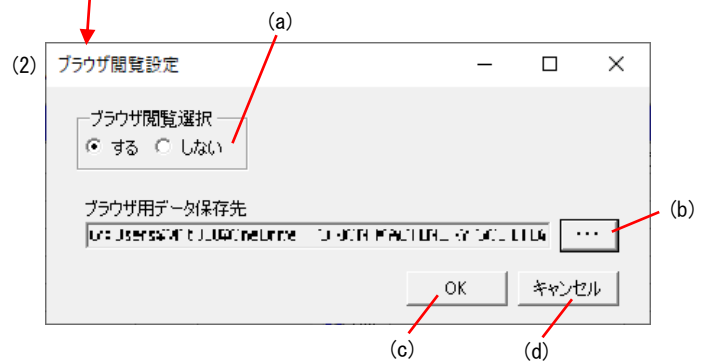 (a)
(2) ブラウザ閲覧設定
ブラウザ閲覧選択
する しない
ブラウザ用データ保存先
... (b)
OK キャンセル
(c) (d)